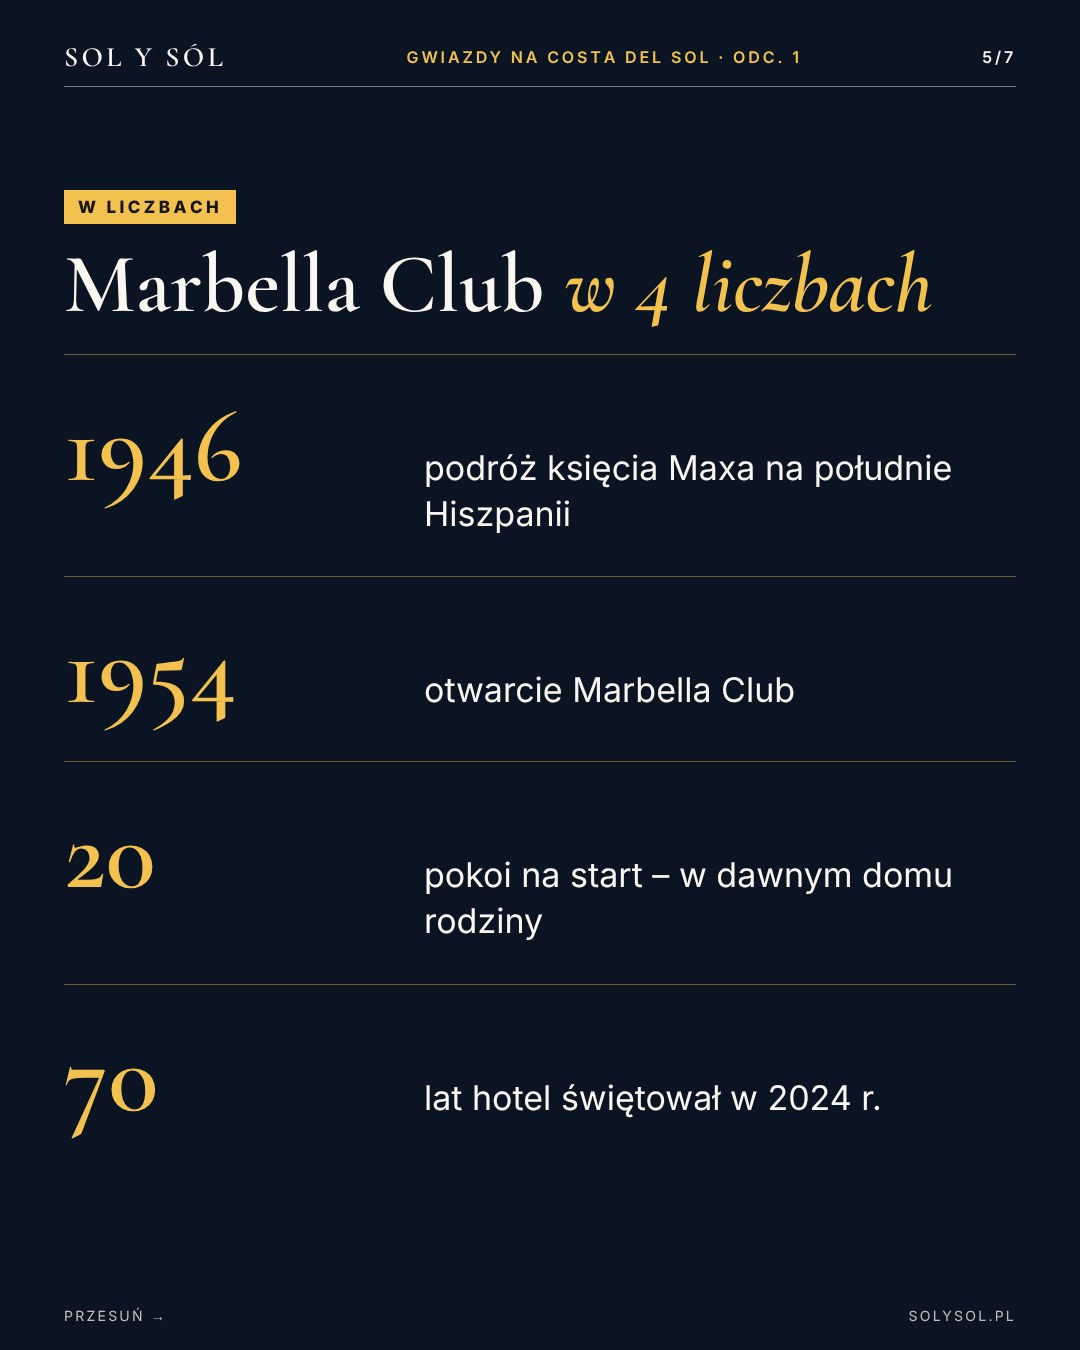 SOL Y SÓL
GWIAZDY NA COSTA DEL SOL · ODC. 1
5/7
W LICZBACH
Marbella Club w 4 liczbach
1946
podróż księcia Maxa na południe
Hiszpanii
1954
otwarcie Marbella Club
20
pokoi na start – w dawnym domu
rodziny
70
lat hotel świętował w 2024 r.
PRZESUŃ →
SOLYSOL.PL